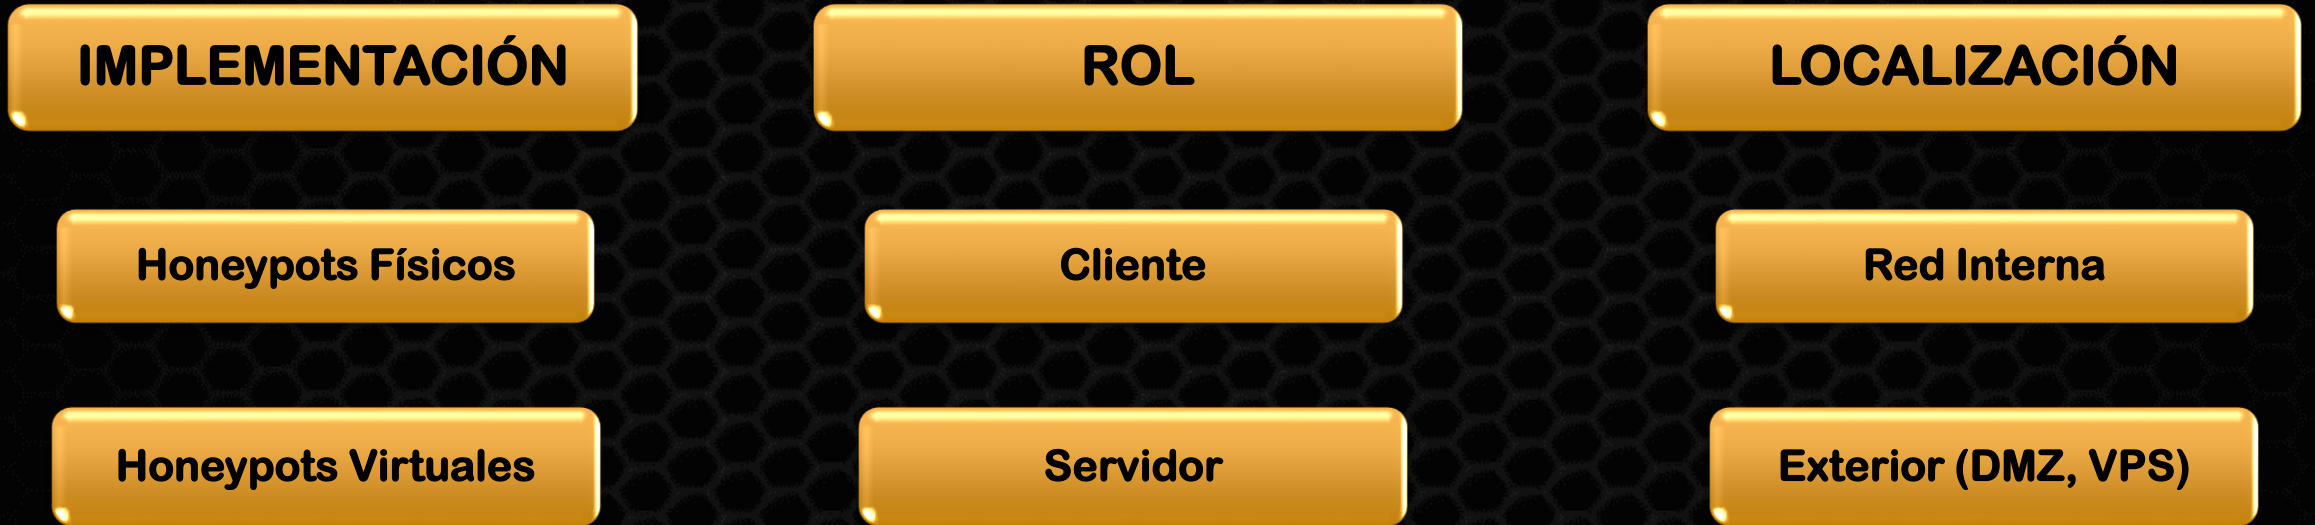 IMPLEMENTACIÓN
ROL
LOCALIZACIÓN
Honeypots Físicos
Cliente
Red Interna
Honeypots Virtuales
Servidor
Exterior (DMZ, VPS)